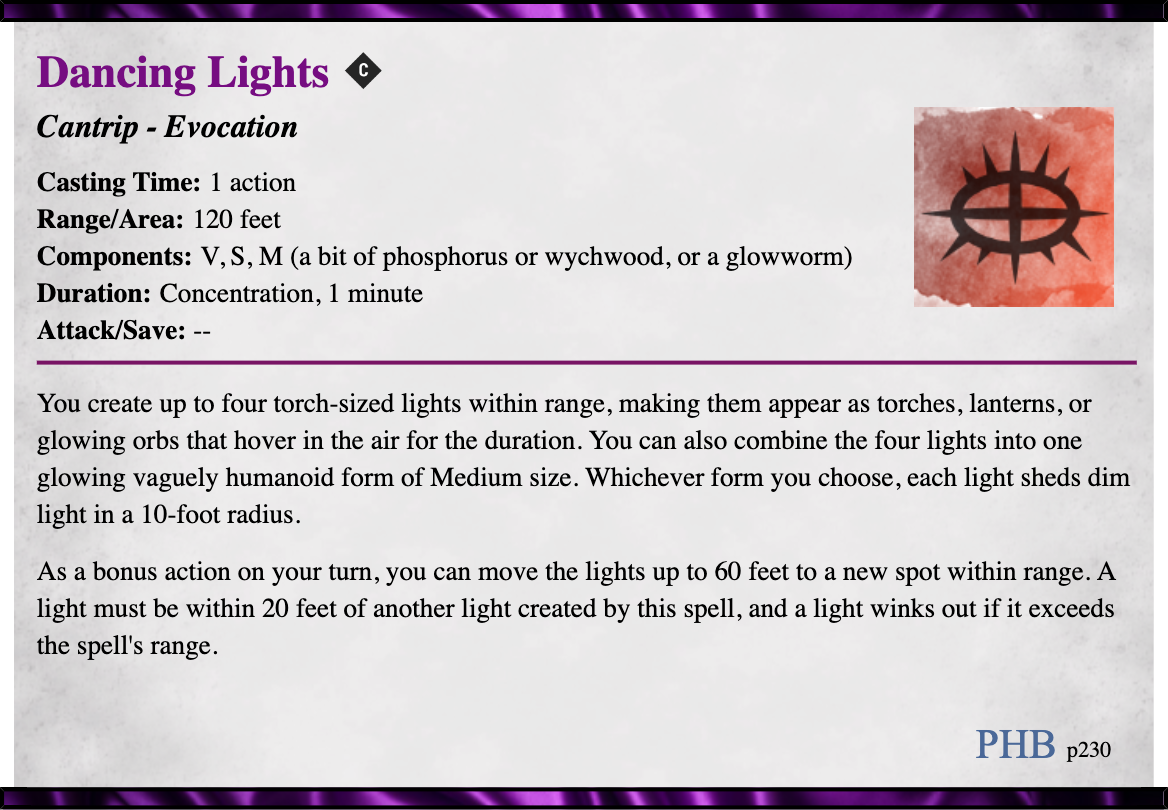 Dancing Lights C
Cantrip - Evocation
Casting Time: 1 action
Range/Area: 120 feet
Components: V, S, M (a bit of phosphorus or wychwood, or a glowworm)
Duration: Concentration, 1 minute
Attack/Save: --
You create up to four torch-sized lights within range, making them appear as torches, lanterns, or
glowing orbs that hover in the air for the duration. You can also combine the four lights into one
glowing vaguely humanoid form of Medium size. Whichever form you choose, each light sheds dim
light in a 10-foot radius.
As a bonus action on your turn, you can move the lights up to 60 feet to a new spot within range. A
light must be within 20 feet of another light created by this spell, and a light winks out if it exceeds
the spell's range.
PHB p230